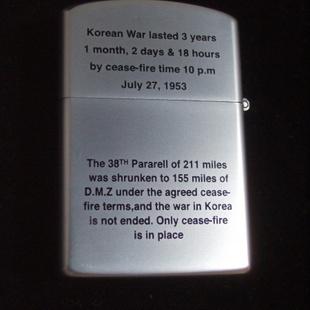 Korean War lasted 3 years
1 month, 2 days & 18 hours
by cease-fire time 10 p.m
July 27, 1953
The 38TH Pararell of 211 miles
was shrunken to 155 miles of
D.M.Z under the agreed cease-
fire terms,and the war in Korea
is not ended. Only cease-fire
is in place